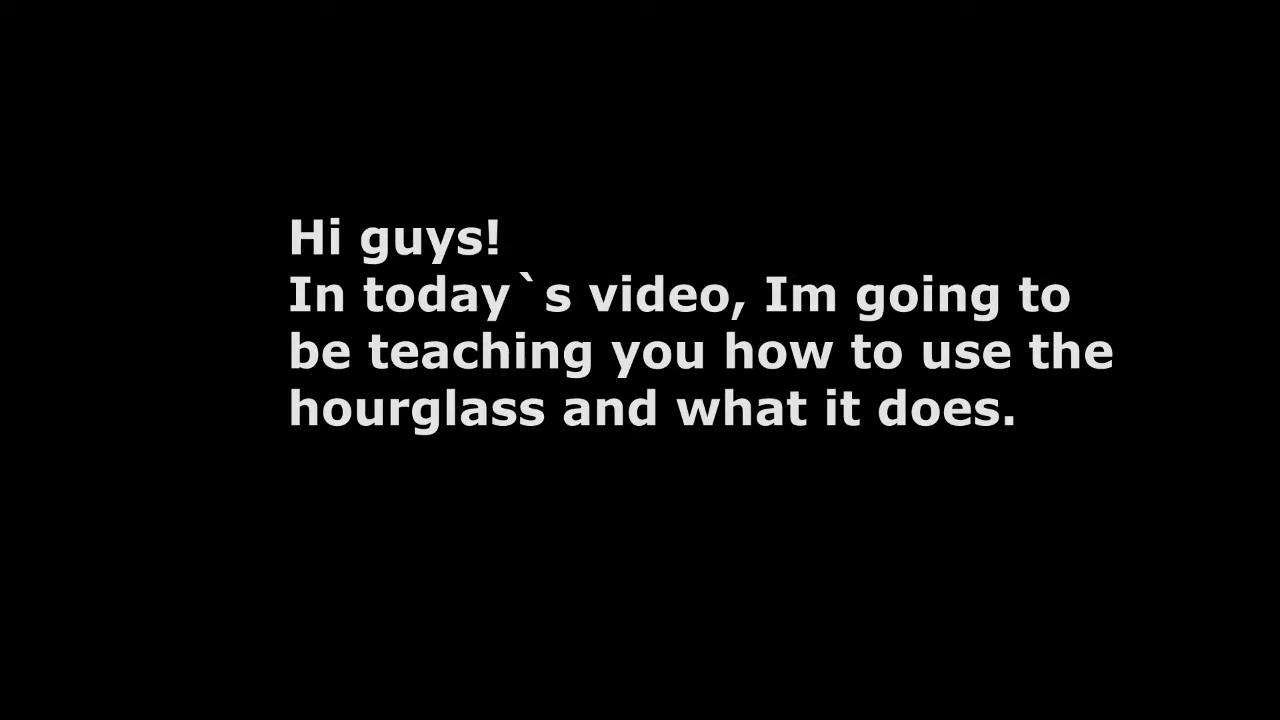 Hi guys!
In today`s video, Im going to
be teaching you how to use the
hourglass and what it does.